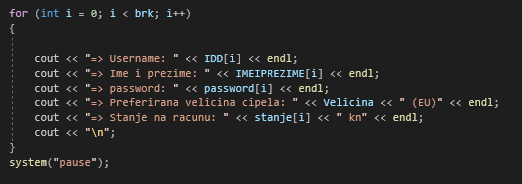 for (int i = 0; i < brk; i++)
{
cout << "=> Username: " << IDD[i] << endl;
cout << "=> Ime i prezime: " << IMEIPREZIME[i] << endl;
cout << "=> password: " << password[i] << endl;
cout << "=> Preferirana velicina cipela: " << Velicina << " (EU)" << endl;
cout << "=> Stanje na racunu: " << stanje[i] << " kn" << endl;
cout << "\n";
}
system("pause");